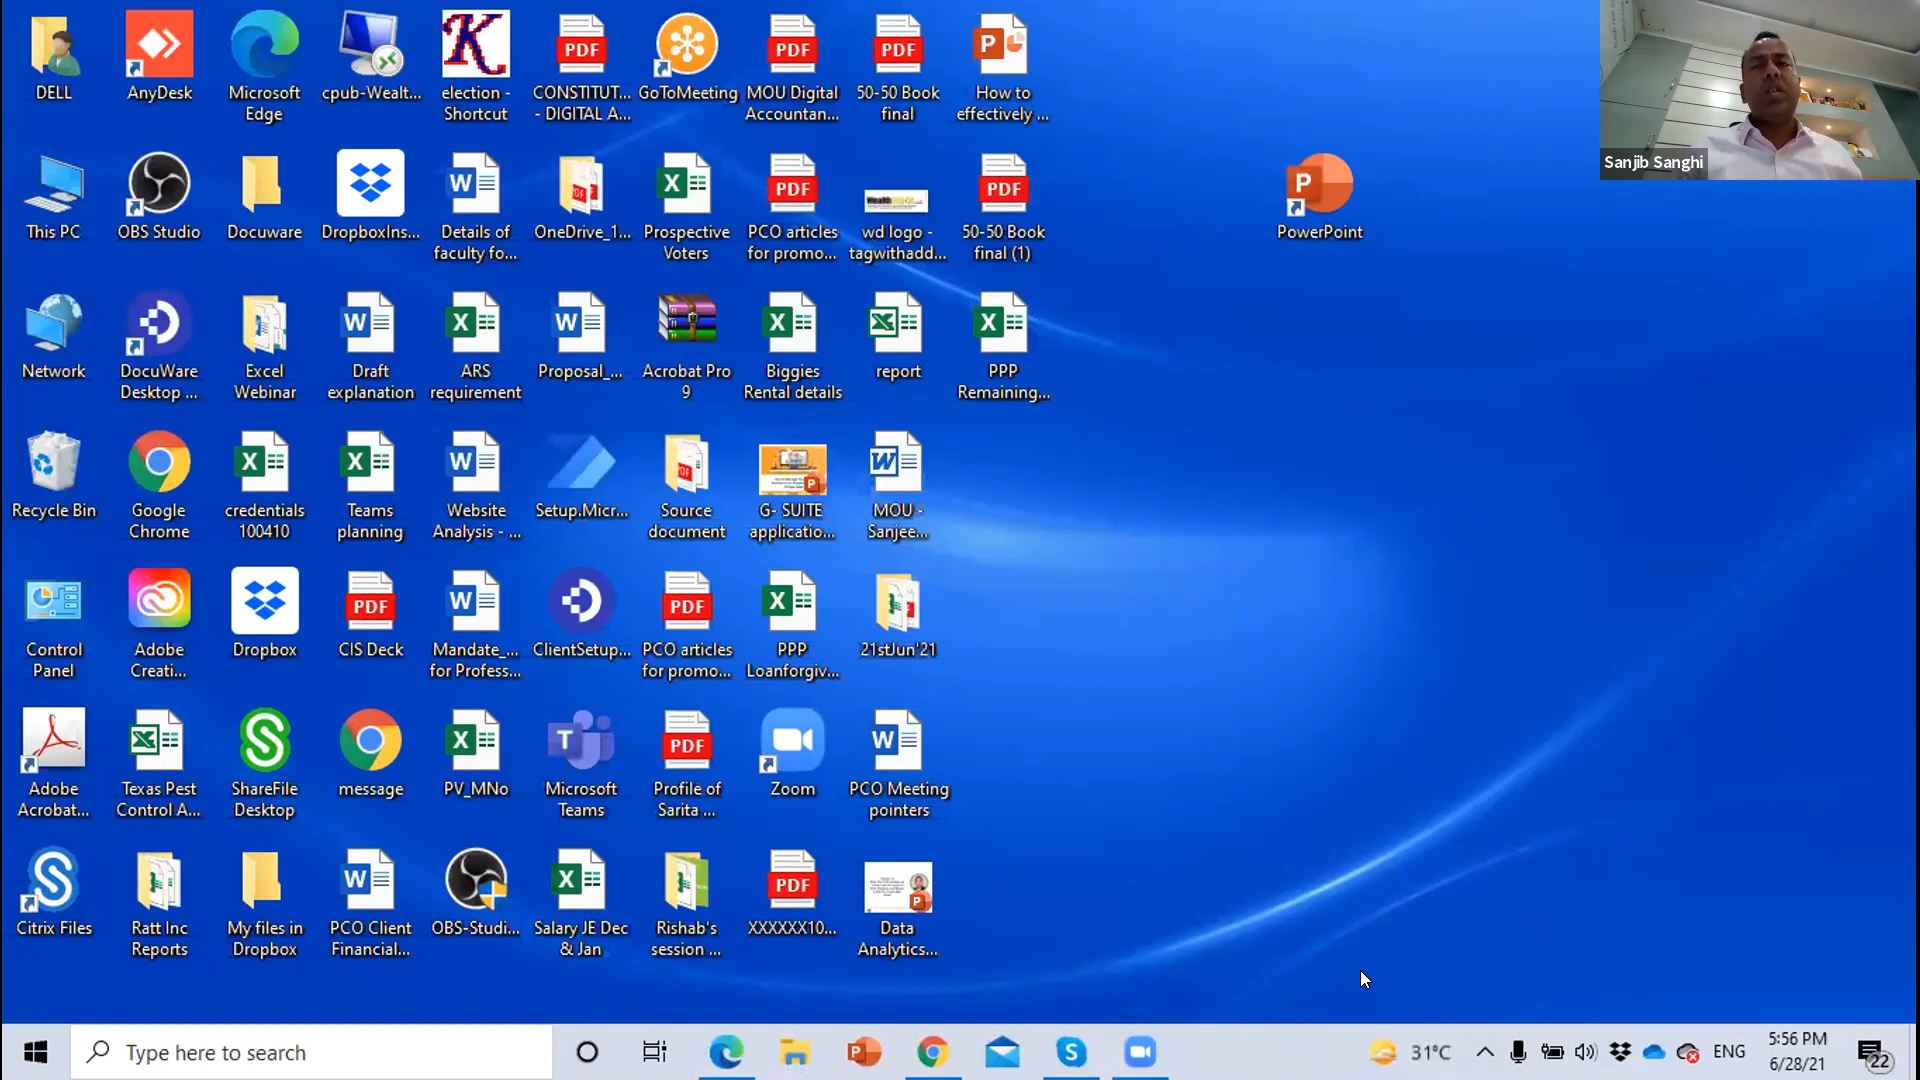 DELL
AnyDesk
Microsoft
Edge
cpub-Wealt...
election -
Shortcut
CONSTITUT...
- DIGITAL A...
GoToMeeting
MOU Digital
Accountan...
50-50 Book
final
How to
effectively ...
Sanjib Sanghi
This PC
OBS Studio
Docuware
DropboxIns...
Details of
faculty fo...
OneDrive_1...
Prospective
Voters
PCO articles
for promo...
wd logo -
tagwithadd...
50-50 Book
final (1)
PowerPoint
Network
DocuWare
Desktop ...
Excel
Webinar
Draft
explanation
ARS
requirement
Proposal_...
Acrobat Pro
9
Biggies
Rental details
report
PPP
Remaining...
Recycle Bin
Google
Chrome
credentials
100410
Teams
planning
Website
Analysis - ...
Setup.Micr...
Source
document
G- SUITE
applicatio...
MOU -
Sanjee...
Control
Panel
Adobe
Creati...
Dropbox
CIS Deck
Mandate_...
for Profess...
ClientSetup...
PCO articles
for promo...
PPP
Loanforgiv...
21stJun'21
Adobe
Acrobat...
Texas Pest
Control A...
ShareFile
Desktop
message
PV_MNo
Microsoft
Teams
Profile of
Sarita ...
Zoom
PCO Meeting
pointers
Citrix Files
Ratt Inc
Reports
My files in
Dropbox
PCO Client
Financial...
OBS-Studi...
Salary JE Dec
& Jan
Rishab's
session ...
XXXXXX10...
Data
Analytics...
Type here to search
31°C
ENG
5:56 PM
6/28/21
22